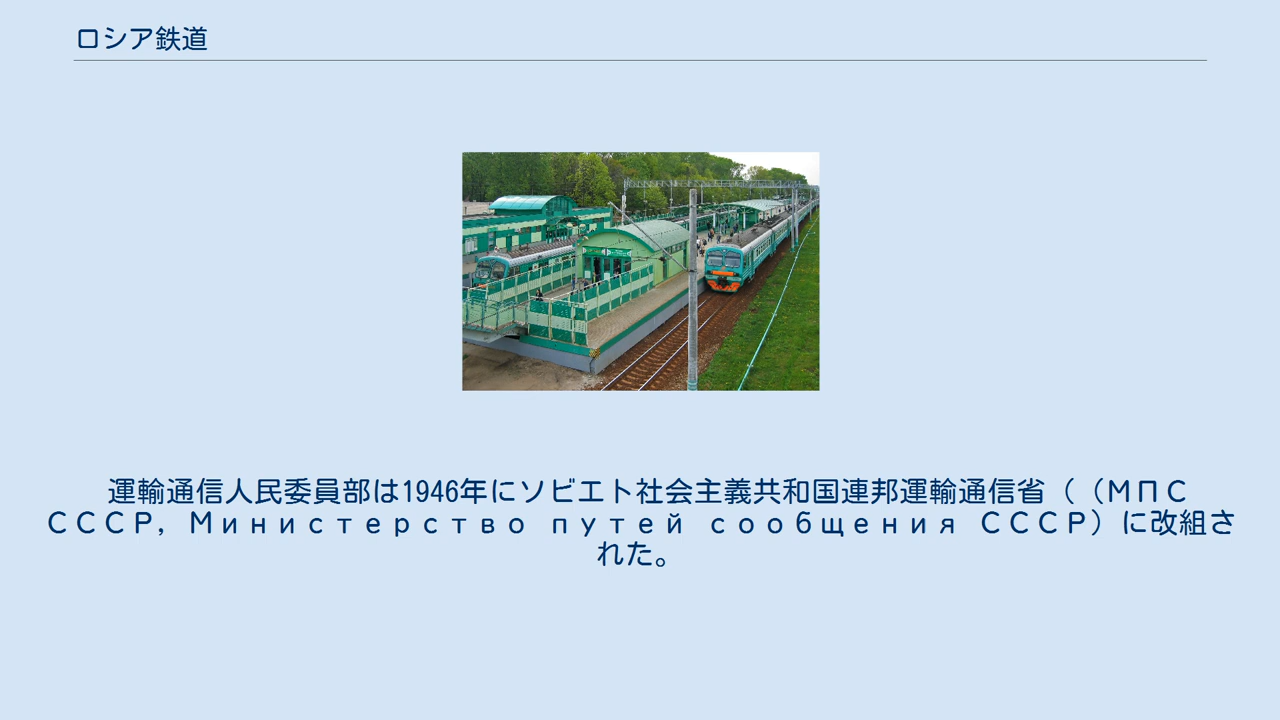 ロシア鉄道
運輸通信人民委員部は1946年にソビエト社会主義共和国連邦運輸通信省（（МПС
СССР, Министерство путей сообщения СССР）に改組さ
れた。